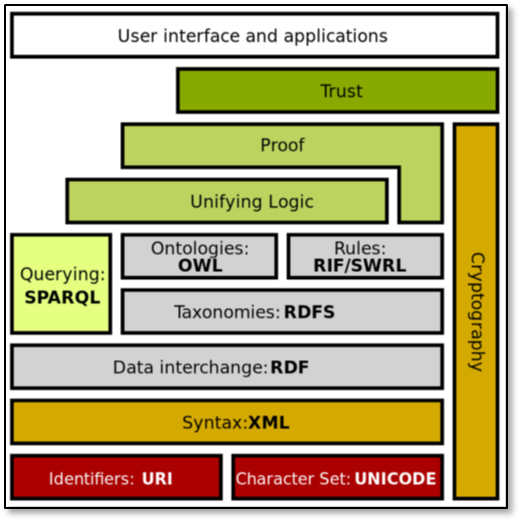 User interface and applications
Trust
Proof
Unifying Logic
Querying:
SPARQL
Ontologies:
OWL
Rules:
RIF/SWRL
Taxonomies: RDFS
Data interchange: RDF
Syntax:XML
Identifiers: URI
Character Set: UNICODE
Cryptography